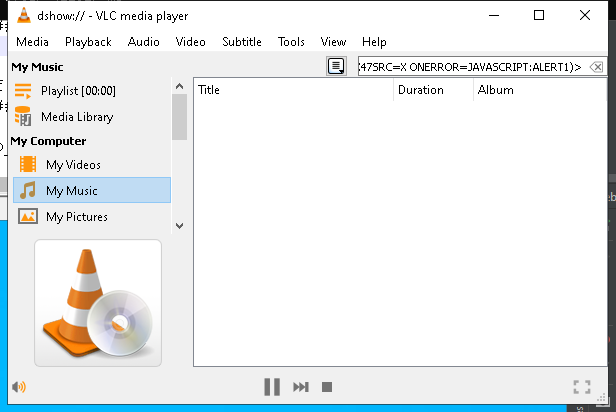 dshow:// - VLC media player
Media Playback Audio Video Subtitle Tools View Help
My Music
47SRC=X ONERROR=JAVASCRIPT:ALERT1)>
Playlist [00:00]
Title Duration Album
Media Library
My Computer
My Videos
My Music
My Pictures